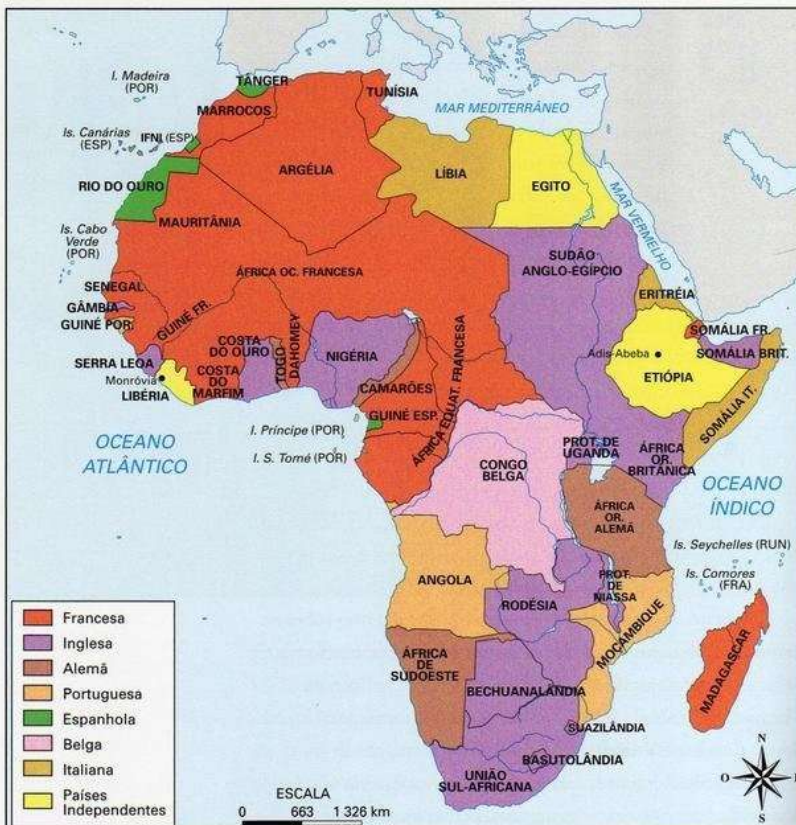 I. Madeira
(POR)
TÂNGER
TUNÍSIA
MAR MEDITERRÂNEO
MARROCOS
Is. Canárias
(ESP)
IFNI (ESP)
ARGÉLIA
LÍBIA
EGITO
MAR VERMELHO
RIO DO OURO
MAURITÂNIA
Is. Cabo
Verde
(POR)
ÁFRICA OC. FRANCESA
SUDÃO
ANGLO-EGÍPCIO
SENEGAL
GÂMBIA
GUINÉ POR.
GUINÉ FR.
ERITRÉIA
SOMÁLIA FR.
SOMÁLIA BRIT.
SERRA LEOA
Monróvia
LIBÉRIA
COSTA
DO MARFIM
COSTA
DO OURO
TOGO
DAHOMEY
NIGÉRIA
CAMARÕES
GUINÉ ESP.
ÁFRICA EQUAT. FRANCESA
Adis-Abeba
ETIÓPIA
SOMÁLIA IT.
I. Príncipe (POR)
I. S. Tomé (POR)
OCEANO
ATLÂNTICO
CONGO
BELGA
PROT. DE
UGANDA
ÁFRICA
OR.
BRITÂNICA
OCEANO
ÍNDICO
ÁFRICA
OR.
ALEMÃ
Is. Seychelles (RUN)
Is. Comores
(FRA)
ANGOLA
RODÉSIA
PROT.
DE
NIASSA
MOÇAMBIQUE
MADAGASCAR
ÁFRICA
DE
SUDOESTE
BECHUANALÂNDIA
SUAZILÂNDIA
BASUTOLÂNDIA
UNIÃO
SUL-AFRICANA
Francesa
Inglesa
Alemã
Portuguesa
Espanhola
Belga
Italiana
Países
Independentes
ESCALA
0 663 1 326 km
N
O
S